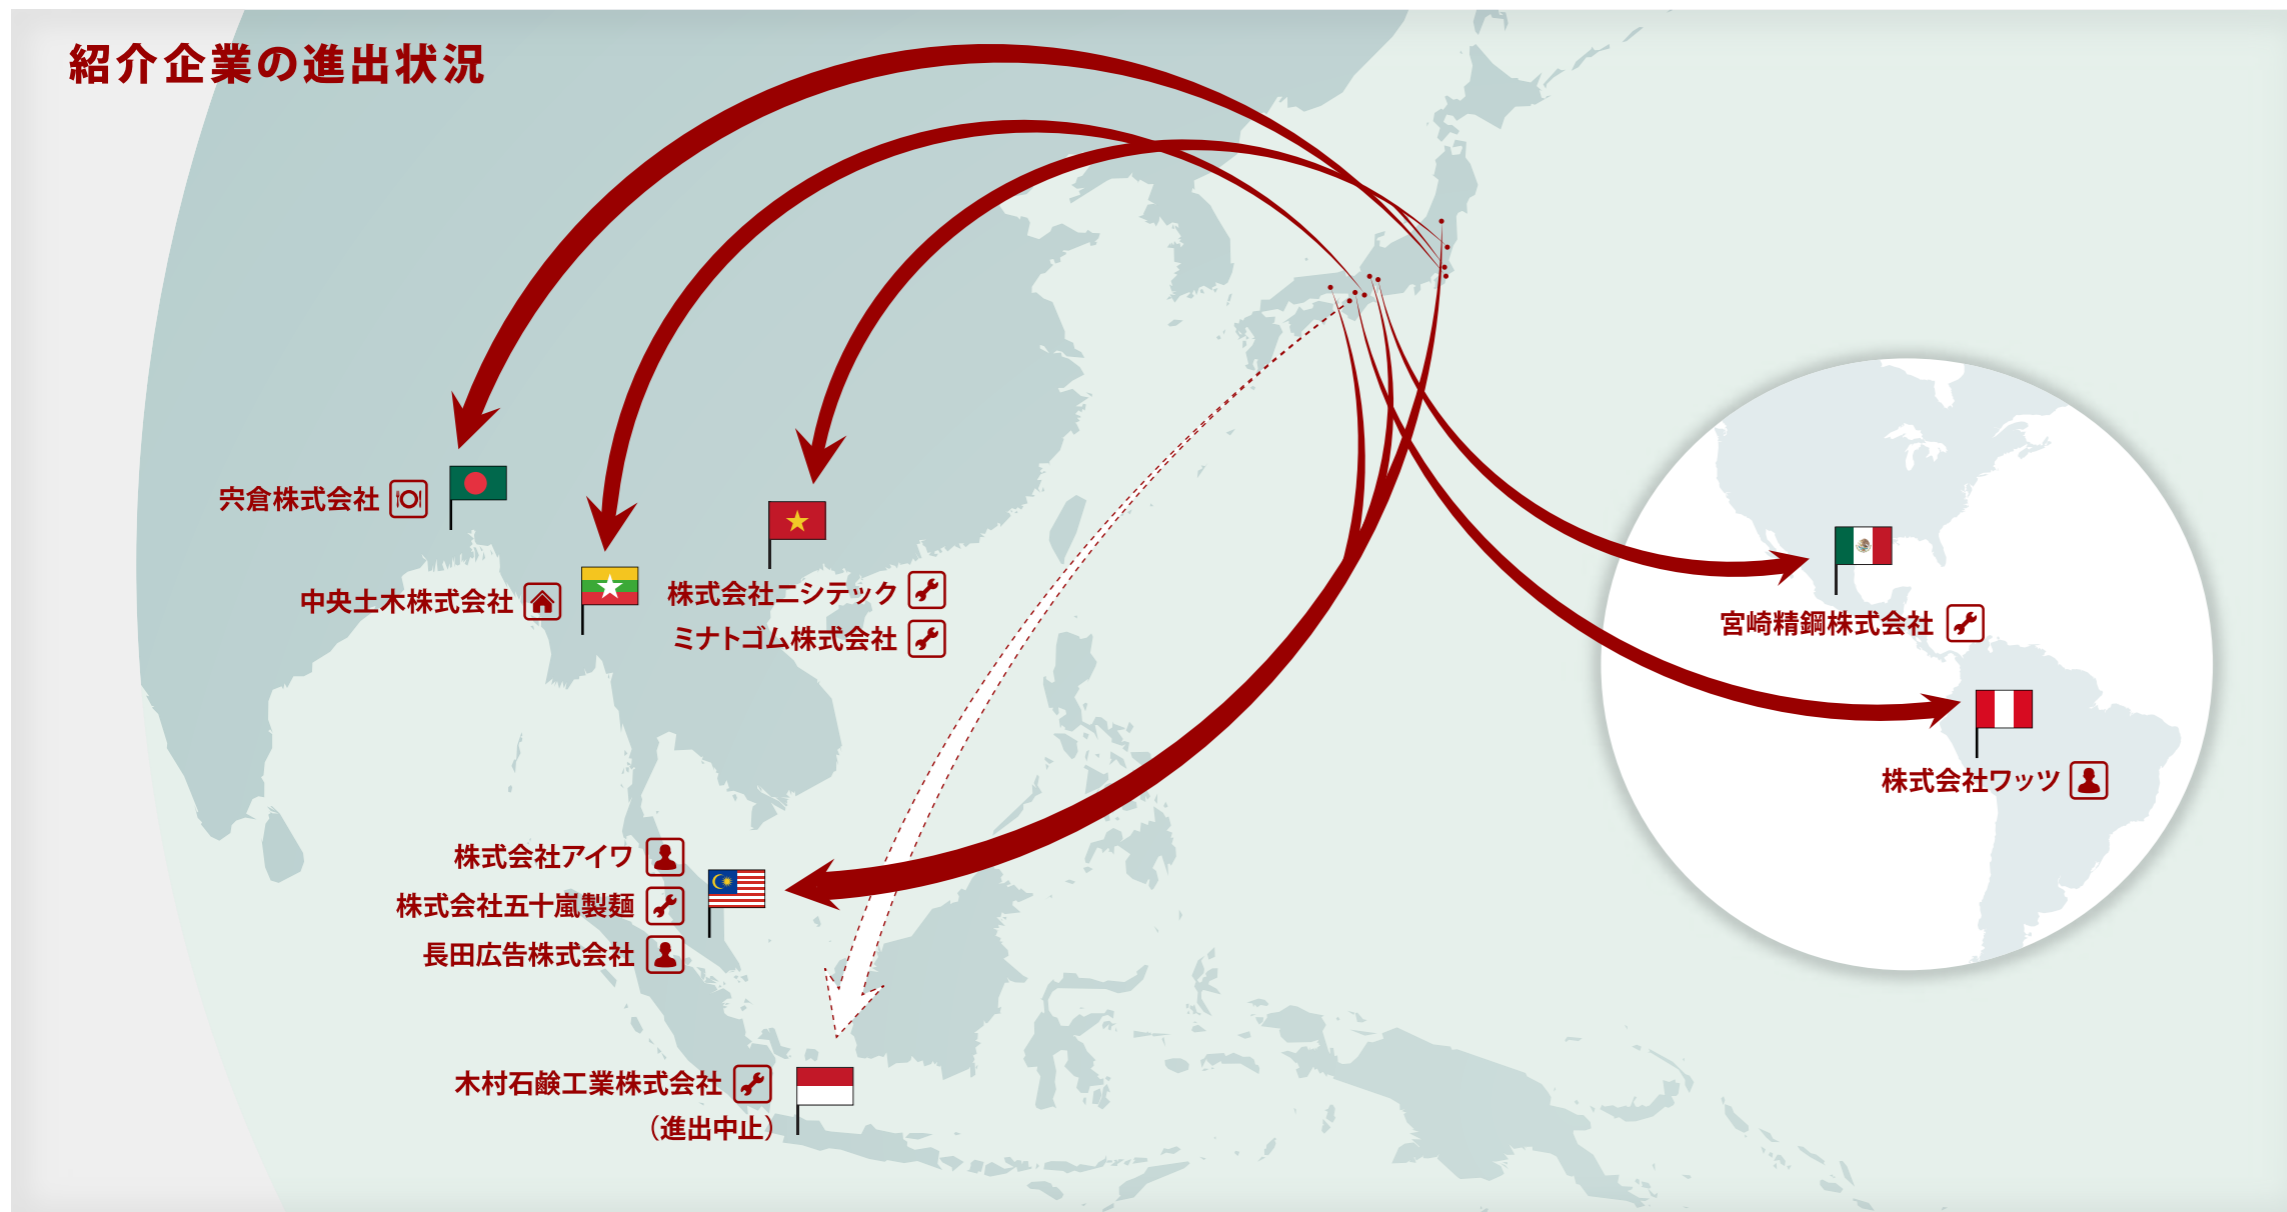 紹介企業の進出状況
宍倉株式会社
中央土木株式会社
株式会社ニシテック
ミナトゴム株式会社
宮崎精鋼株式会社
株式会社ワッツ
株式会社アイワ
株式会社五十嵐製麺
長田広告株式会社
木村石鹸工業株式会社
（進出中止）